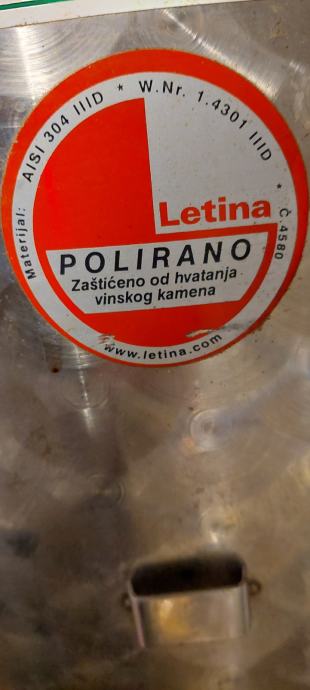 Materijal: AISI 304 IIID * W.Nr. 1.4301 IIID * Č.4580
Letina
POLIRANO
Zaštićeno od hvatanja
vinskog kamena
www.letina.com